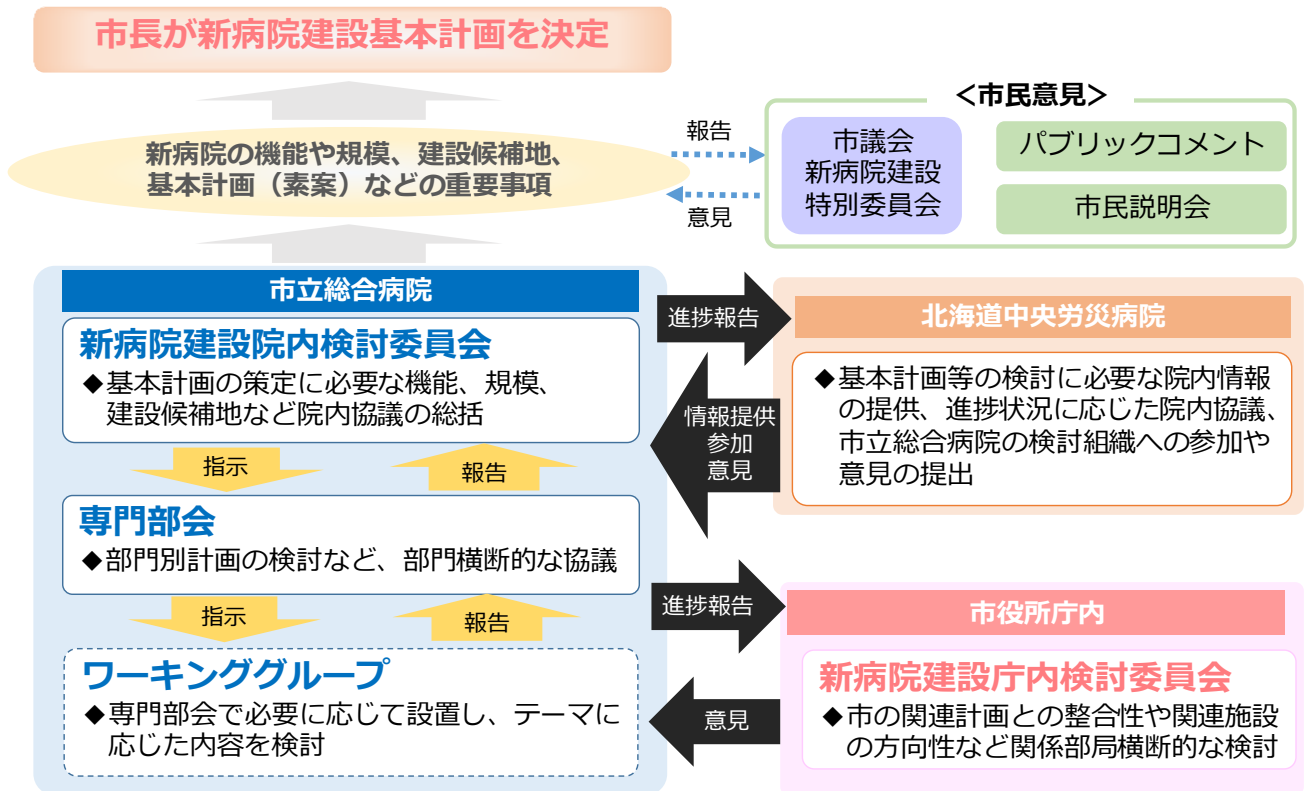 市長が新病院建設基本計画を決定
新病院の機能や規模、建設候補地、
基本計画（素案）などの重要事項
報告
意見
＜市民意見＞
市議会
新病院建設
特別委員会
パブリックコメント
市民説明会
市立総合病院
新病院建設院内検討委員会
◆基本計画の策定に必要な機能、規模、
建設候補地など院内協議の総括
指示
報告
専門部会
◆部門別計画の検討など、部門横断的な協議
指示
報告
ワーキンググループ
◆専門部会で必要に応じて設置し、テーマに
応じた内容を検討
進捗報告
情報提供
参加
意見
北海道中央労災病院
◆基本計画等の検討に必要な院内情報
の提供、進捗状況に応じた院内協議、
市立総合病院の検討組織への参加や
意見の提出
進捗報告
意見
市役所庁内
新病院建設庁内検討委員会
◆市の関連計画との整合性や関連施設
の方向性など関係部局横断的な検討